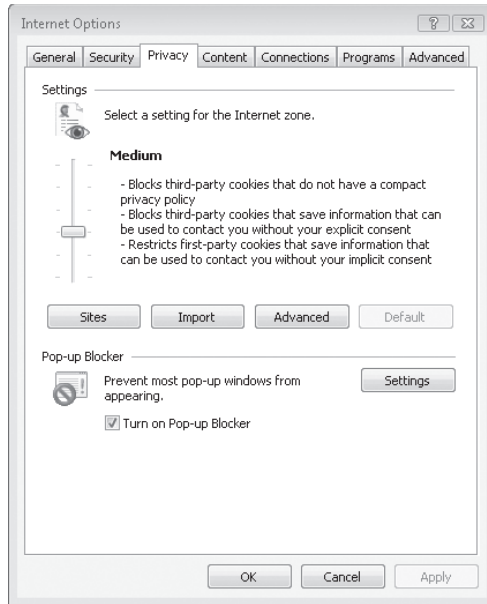 Internet Options
General Security Privacy Content Connections Programs Advanced
Settings
Select a setting for the Internet zone.
Medium
- Blocks third-party cookies that do not have a compact
privacy policy
- Blocks third-party cookies that save information that can
be used to contact you without your explicit consent
- Restricts first-party cookies that save information that
can be used to contact you without your implicit consent
Sites Import Advanced Default
Pop-up Blocker
Prevent most pop-up windows from
appearing.
Settings
Turn on Pop-up Blocker
OK Cancel Apply